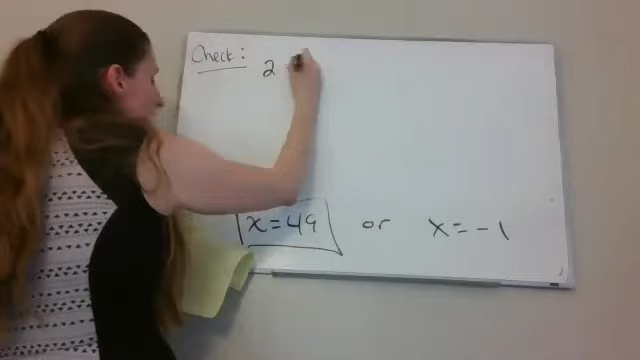 Check: 2
x = 49 or x = -1